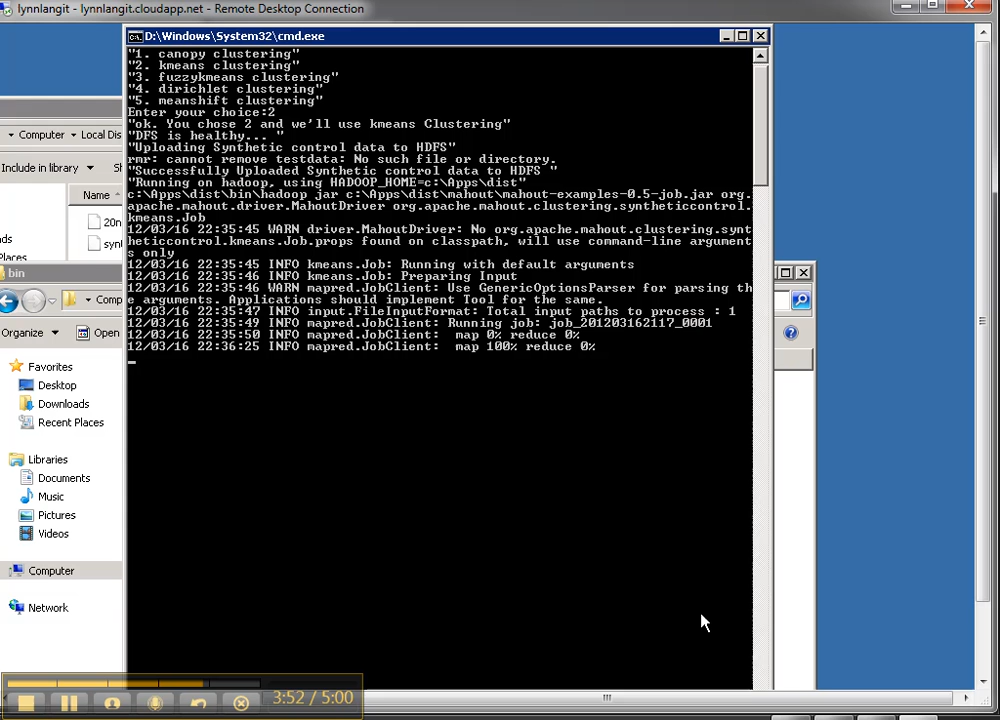 lynnlangit - lynnlangit.cloudapp.net - Remote Desktop Connection
D:\Windows\System32\cmd.exe
"1. canopy clustering"
"2. kmeans clustering"
"3. fuzzykmeans clustering"
"4. dirichlet clustering"
"5. meanshift clustering"
Enter your choice:2
"ok. You chose 2 and we'll use kmeans Clustering"
"DFS is healthy... "
"Uploading Synthetic control data to HDFS"
rmr: cannot remove testdata: No such file or directory.
"Successfully Uploaded Synthetic control data to HDFS "
"Running on hadoop, using HADOOP_HOME=c:\Apps\dist"
c:\Apps\dist\bin\hadoop jar c:\Apps\dist\mahout\mahout-examples-0.5-job.jar org.
apache.mahout.driver.MahoutDriver org.apache.mahout.clustering.syntheticcontrol.
kmeans.Job
12/03/16 22:35:45 WARN driver.MahoutDriver: No org.apache.mahout.clustering.synt
heticcontrol.kmeans.Job.props found on classpath, will use command-line argument
s only
12/03/16 22:35:45 INFO kmeans.Job: Running with default arguments
12/03/16 22:35:46 INFO kmeans.Job: Preparing Input
12/03/16 22:35:46 WARN mapred.JobClient: Use GenericOptionsParser for parsing th
e arguments. Applications should implement Tool for the same.
12/03/16 22:35:47 INFO input.FileInputFormat: Total input paths to process : 1
12/03/16 22:35:49 INFO mapred.JobClient: Running job: job_201203162117_0001
12/03/16 22:35:50 INFO mapred.JobClient:  map 0% reduce 0%
12/03/16 22:36:25 INFO mapred.JobClient:  map 100% reduce 0%
Computer
Local Dis
Include in library
Name
20n
syn
bin
Comp
Organize
Open
Favorites
Desktop
Downloads
Recent Places
Libraries
Documents
Music
Pictures
Videos
Computer
Network
3:52 / 5:00